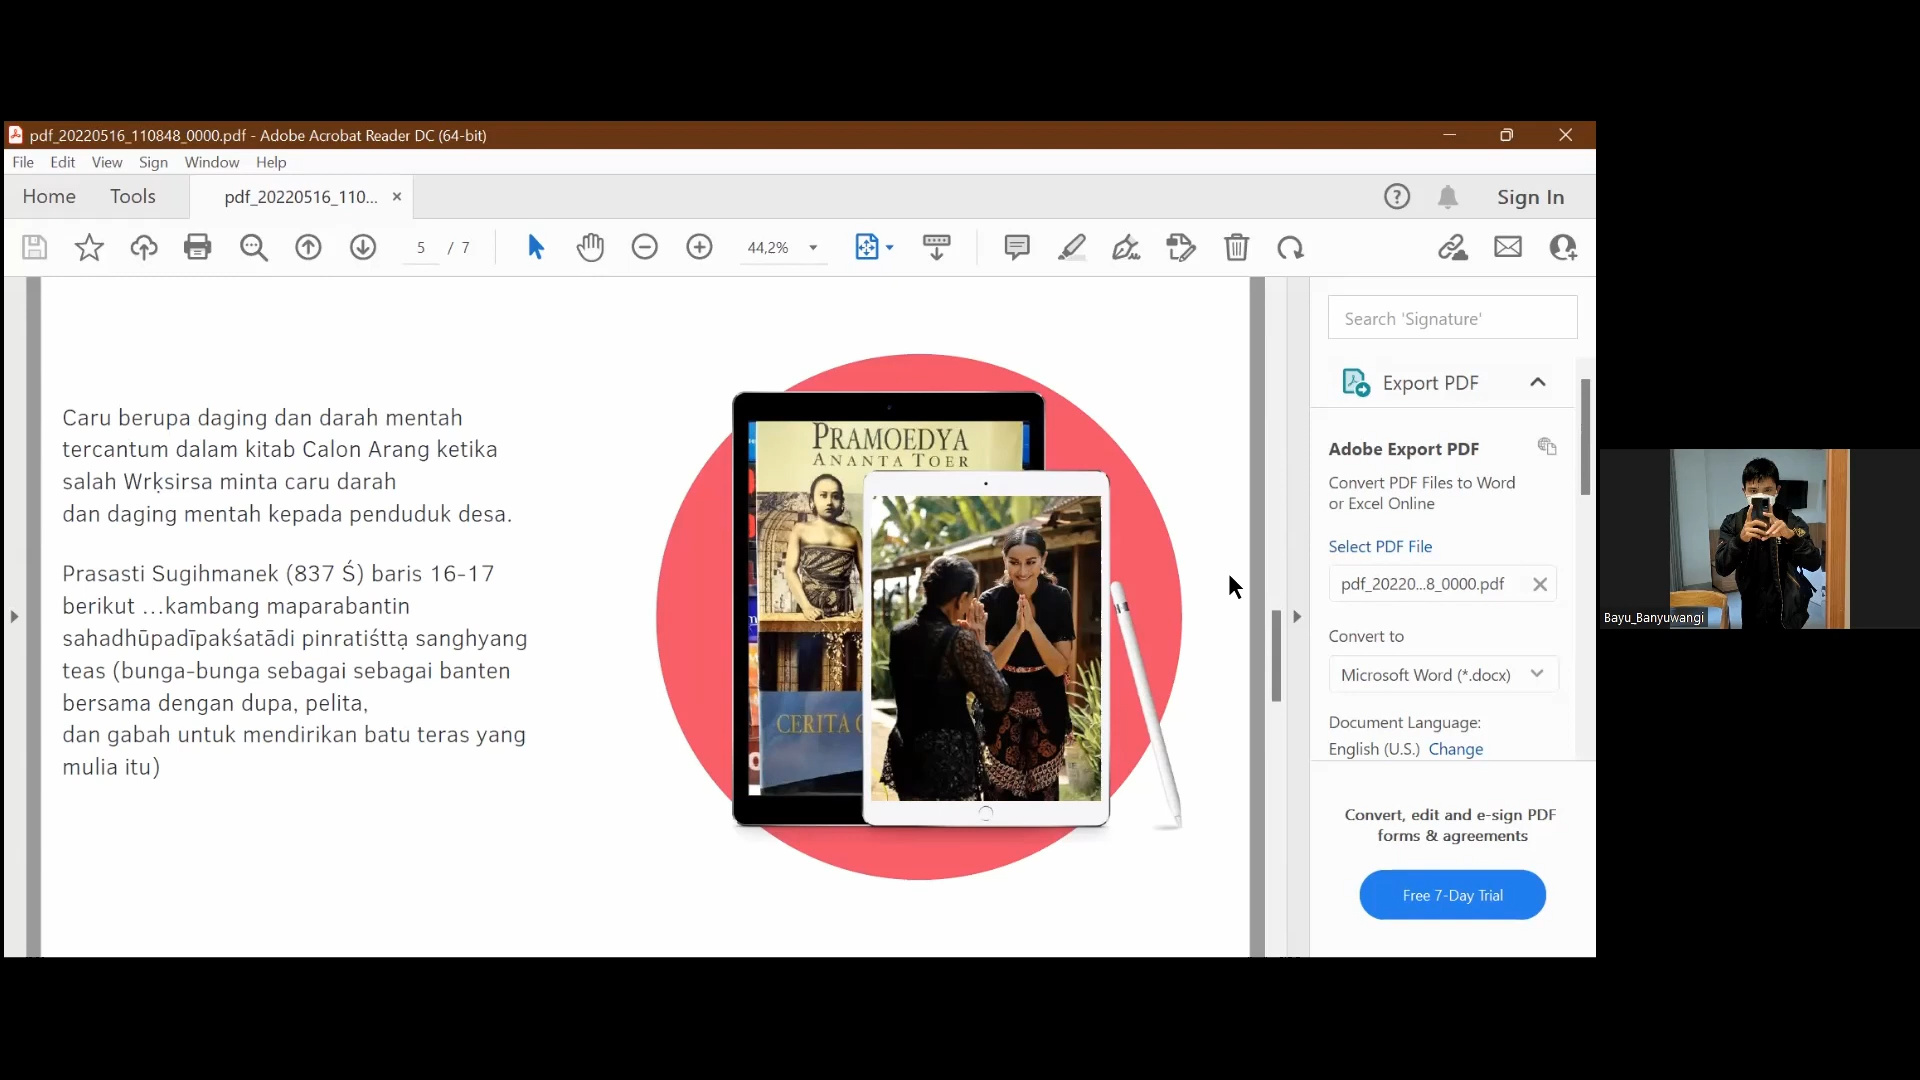 pdf_20220516_110848_0000.pdf - Adobe Acrobat Reader DC (64-bit)
File Edit View Sign Window Help
Home Tools pdf_20220516_110... × Sign In
5 / 7 44,2%
Caru berupa daging dan darah mentah
tercantum dalam kitab Calon Arang ketika
salah Wrḳsirsa minta caru darah
dan daging mentah kepada penduduk desa.
Prasasti Sugihmanek (837 Ś) baris 16-17
berikut ...kambang maparabantin
sahadhūpadīpakśatādi pinratiśttạ sanghyang
teas (bunga-bunga sebagai sebagai banten
bersama dengan dupa, pelita,
dan gabah untuk mendirikan batu teras yang
mulia itu)
PRAMOEDYA
ANANTA TOER
CERITA
Search 'Signature'
Export PDF
Adobe Export PDF
Convert PDF Files to Word
or Excel Online
Select PDF File
pdf_20220...8_0000.pdf
Convert to
Microsoft Word (*.docx)
Document Language:
English (U.S.) Change
Convert, edit and e-sign PDF
forms & agreements
Free 7-Day Trial
Bayu_Banyuwangi